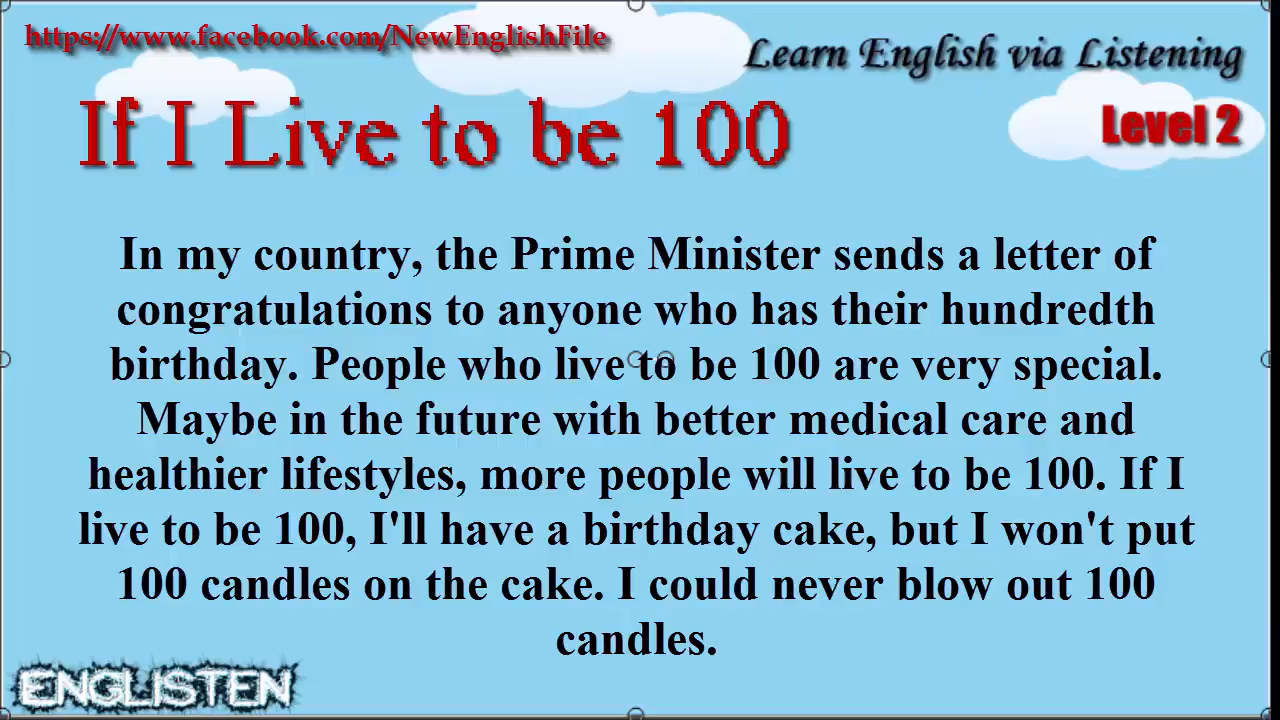 https://www.facebook.com/NewEnglishFile
Learn English via Listening
Level 2
If I Live to be 100
In my country, the Prime Minister sends a letter of
congratulations to anyone who has their hundredth
birthday. People who live to be 100 are very special.
Maybe in the future with better medical care and
healthier lifestyles, more people will live to be 100. If I
live to be 100, I'll have a birthday cake, but I won't put
100 candles on the cake. I could never blow out 100
candles.
ENGLISTEN